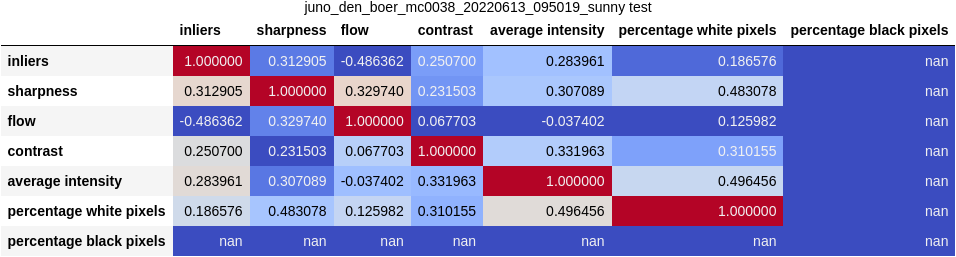 juno_den_boer_mc0038_20220613_095019_sunny test
inliers sharpness flow contrast average intensity percentage white pixels percentage black pixels
inliers 1.000000 0.312905 -0.486362 0.250700 0.283961 0.186576 nan
sharpness 0.312905 1.000000 0.329740 0.231503 0.307089 0.483078 nan
flow -0.486362 0.329740 1.000000 0.067703 -0.037402 0.125982 nan
contrast 0.250700 0.231503 0.067703 1.000000 0.331963 0.310155 nan
average intensity 0.283961 0.307089 -0.037402 0.331963 1.000000 0.496456 nan
percentage white pixels 0.186576 0.483078 0.125982 0.310155 0.496456 1.000000 nan
percentage black pixels nan nan nan nan nan nan nan